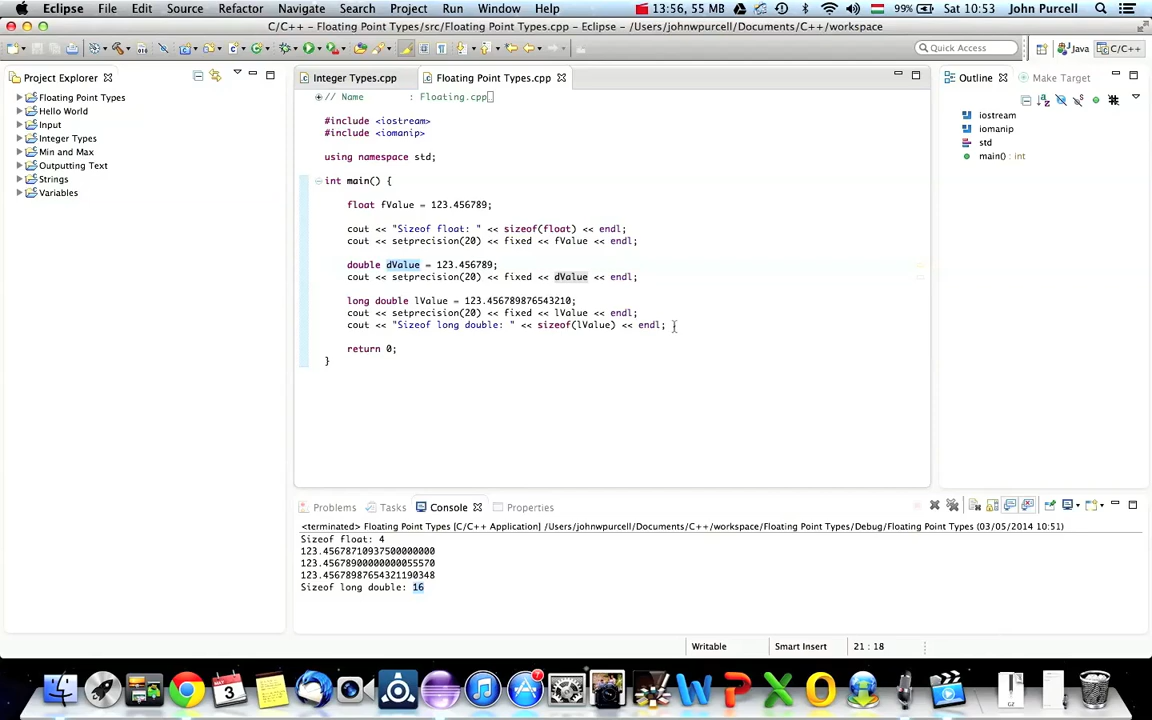 Eclipse File Edit Source Refactor Navigate Search Project Run Window Help 13:56, 55 MB 99% Sat 10:53 John Purcell
C/C++ – Floating Point Types/src/Floating Point Types.cpp – Eclipse – /Users/johnwpurcell/Documents/C++/workspace
Quick Access Java C/C++
Project Explorer
Floating Point Types
Hello World
Input
Integer Types
Min and Max
Outputting Text
Strings
Variables
Integer Types.cpp Floating Point Types.cpp
// Name : Floating.cpp
#include <iostream>
#include <iomanip>
using namespace std;
int main() {
float fValue = 123.456789;
cout << "Sizeof float: " << sizeof(float) << endl;
cout << setprecision(20) << fixed << fValue << endl;
double dValue = 123.456789;
cout << setprecision(20) << fixed << dValue << endl;
long double lValue = 123.456789876543210;
cout << setprecision(20) << fixed << lValue << endl;
cout << "Sizeof long double: " << sizeof(lValue) << endl;
return 0;
}
Outline Make Target
iostream
iomanip
std
main() : int
Problems Tasks Console Properties
<terminated> Floating Point Types [C/C++ Application] /Users/johnwpurcell/Documents/C++/workspace/Floating Point Types/Debug/Floating Point Types (03/05/2014 10:51)
Sizeof float: 4
123.45678710937500000000
123.45678900000000055570
123.45678987654321190348
Sizeof long double: 16
Writable Smart Insert 21 : 18